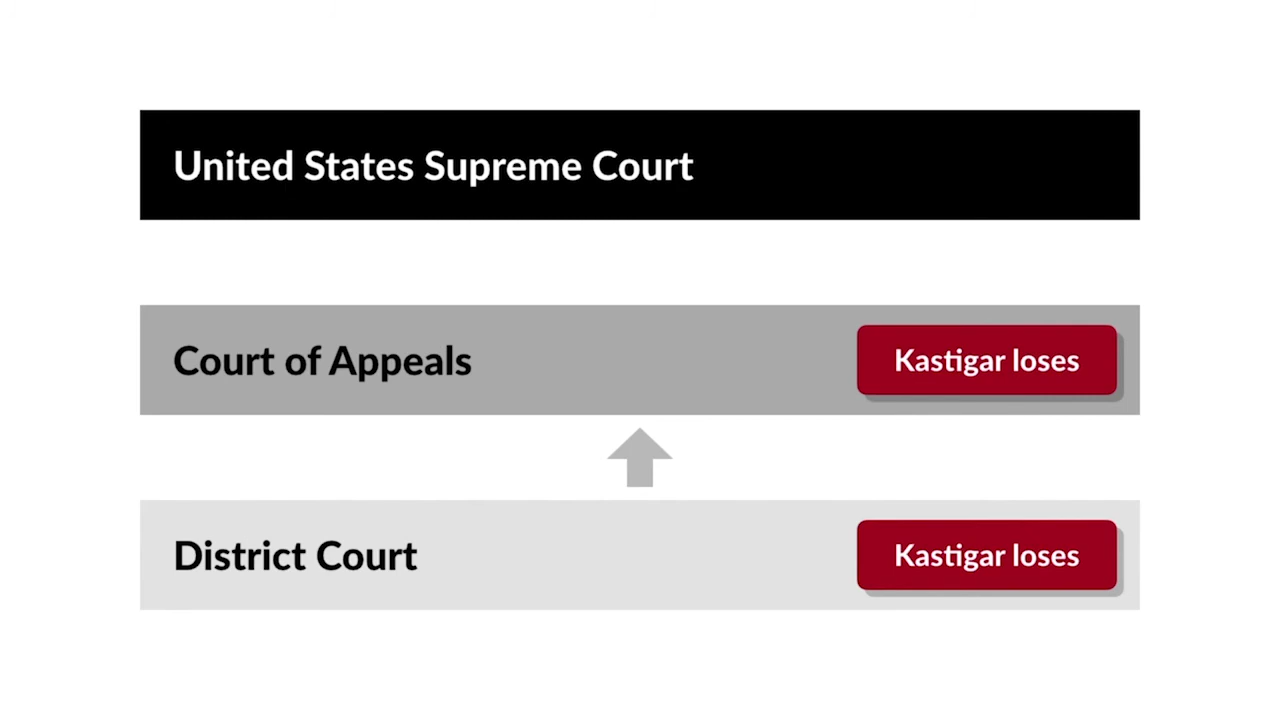 United States Supreme Court
Court of Appeals
Kastigar loses
District Court
Kastigar loses